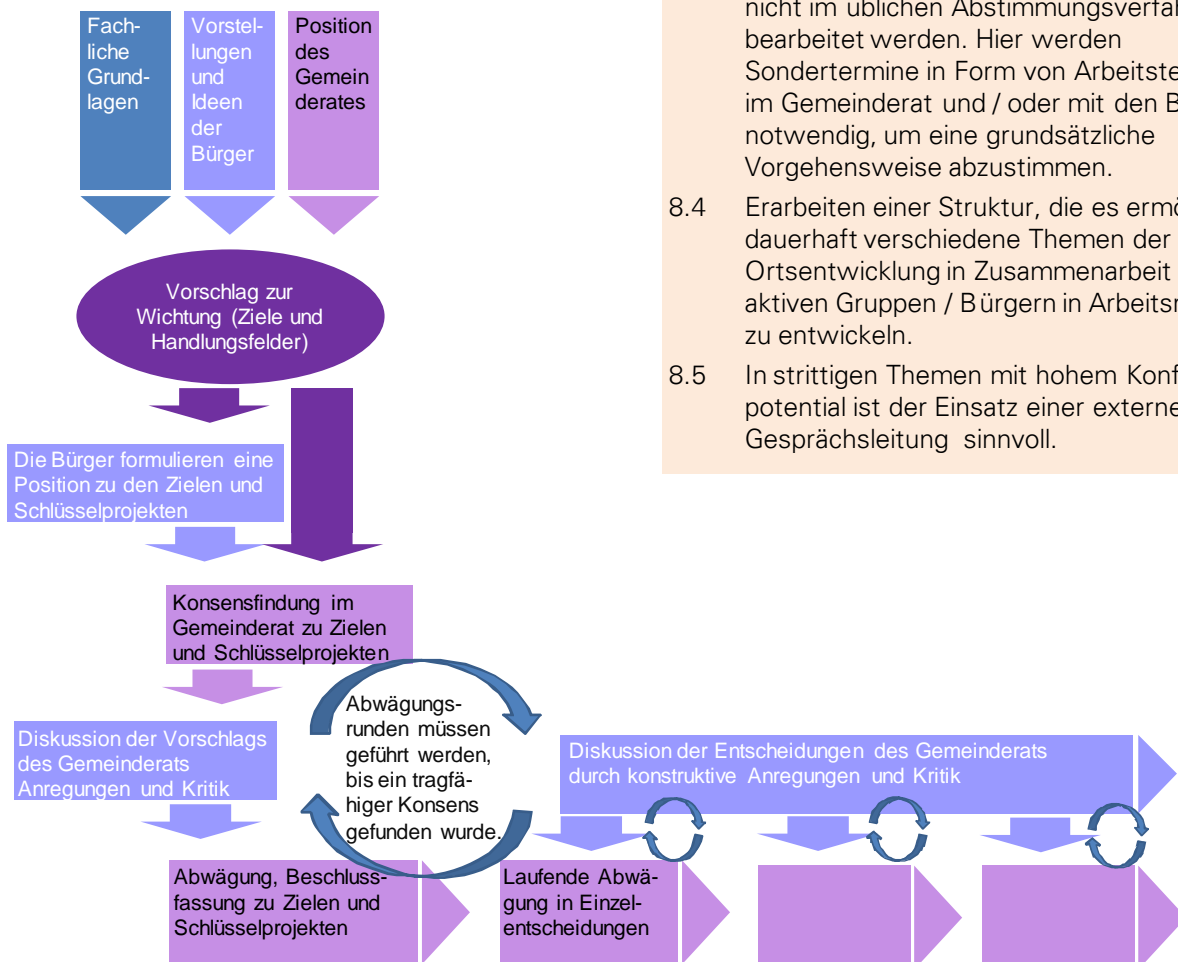 Fach-
liche
Grund-
lagen
Vorstel-
lungen
und
Ideen
der
Bürger
Position
des
Gemein
derates
Vorschlag zur
Wichtung (Ziele und
Handlungsfelder)
Die Bürger formulieren eine
Position zu den Zielen und
Schlüsselprojekten
Konsensfindung im
Gemeinderat zu Zielen
und Schlüsselprojekten
Abwägungs-
runden müssen
geführt werden,
bis ein tragfä-
higer Konsens
gefunden wurde.
Diskussion der Vorschlags
des Gemeinderats
Anregungen und Kritik
Diskussion der Entscheidungen des Gemeinderats
durch konstruktive Anregungen und Kritik
Abwägung, Beschluss-
fassung zu Zielen und
Schlüsselprojekten
Laufende Abwä-
gung in Einzel-
entscheidungen
nicht im üblichen
bearbeitet werden. Hier werden
Sondertermine in Form von
im Gemeinderat und / oder mit den
notwendig, um eine grundsätzliche
Vorgehensweise abzustimmen.
8.4 Erarbeiten einer Struktur, die es
dauerhaft verschiedene Themen der
Ortsentwicklung in Zusammenarbeit
aktiven Gruppen / Bürgern in
zu entwickeln.
8.5 In strittigen Themen mit hohem
potential ist der Einsatz einer
Gesprächsleitung sinnvoll.